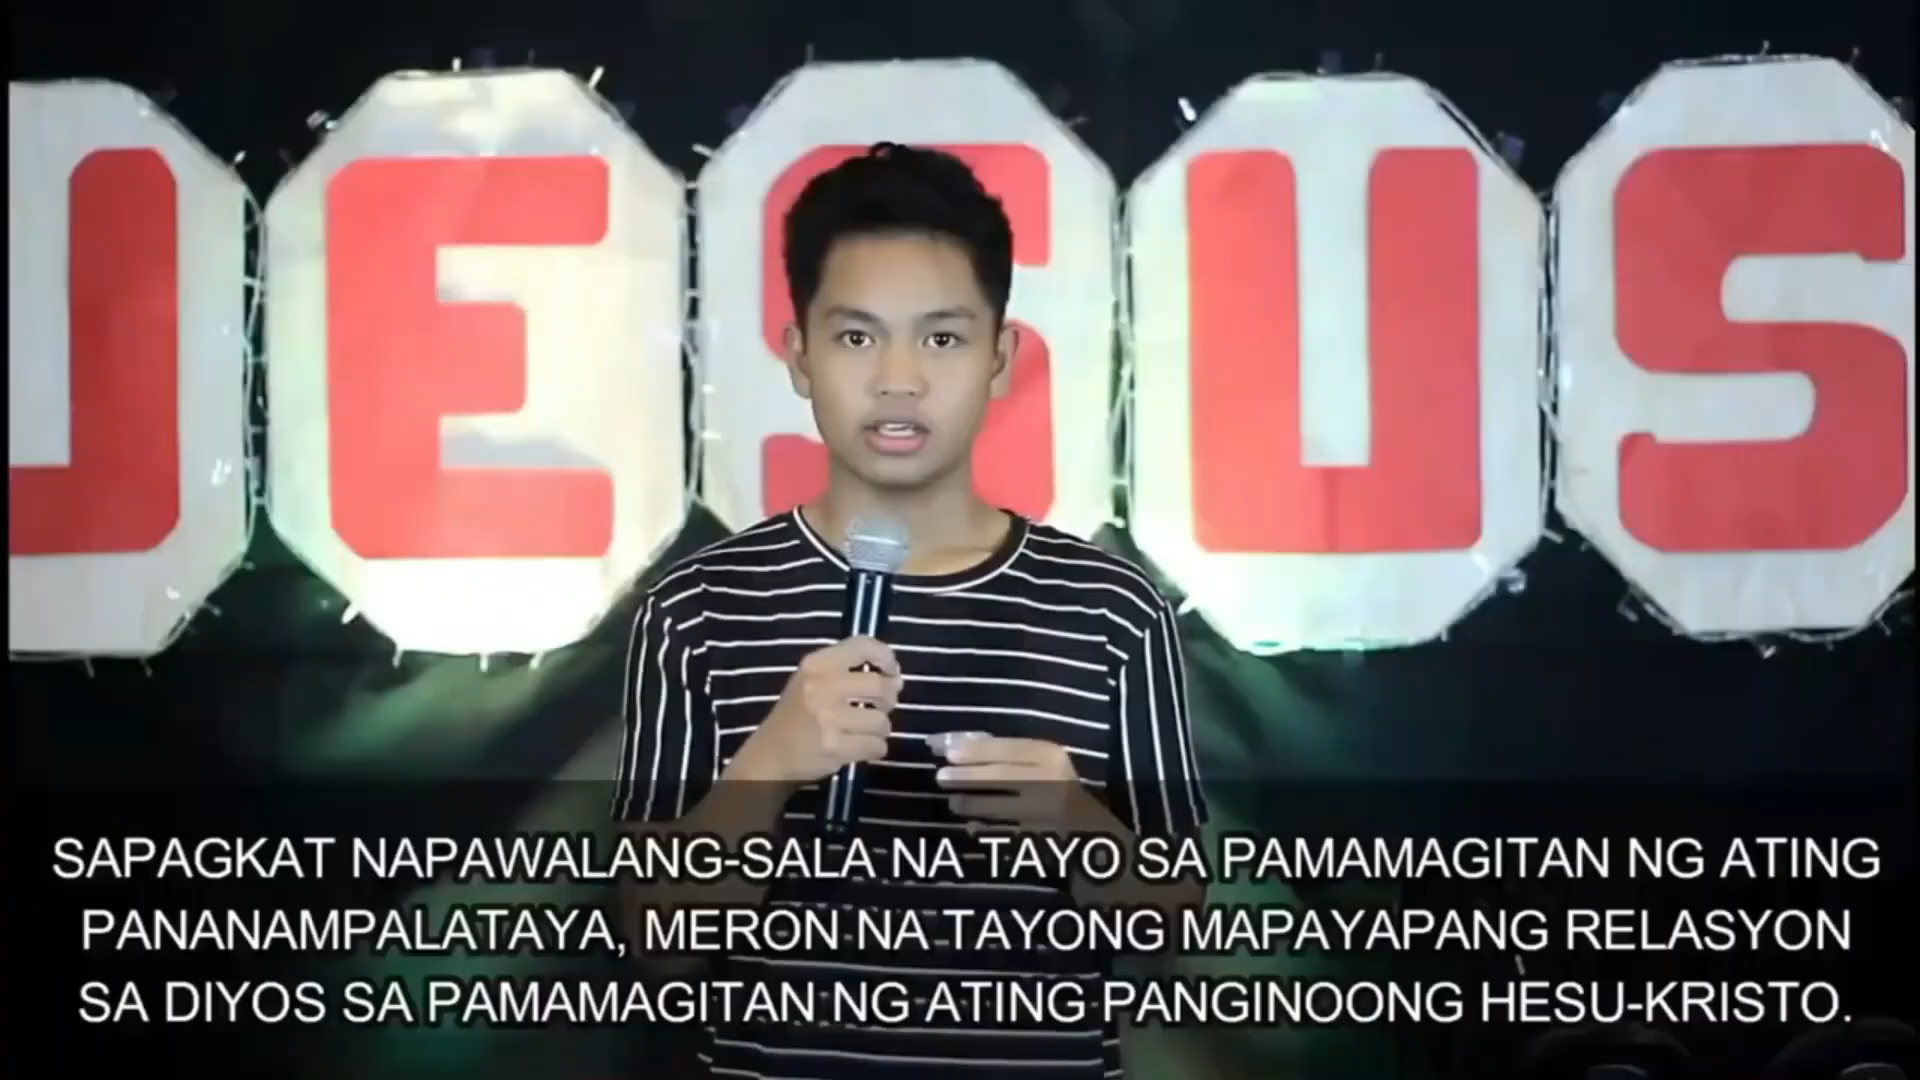 JESUS
SAPAGKAT NAPAWALANG-SALA NA TAYO SA PAMAMAGITAN NG ATING
PANANAMPALATAYA, MERON NA TAYONG MAPAYAPANG RELASYON
SA DIYOS SA PAMAMAGITAN NG ATING PANGINOONG HESU-KRISTO.